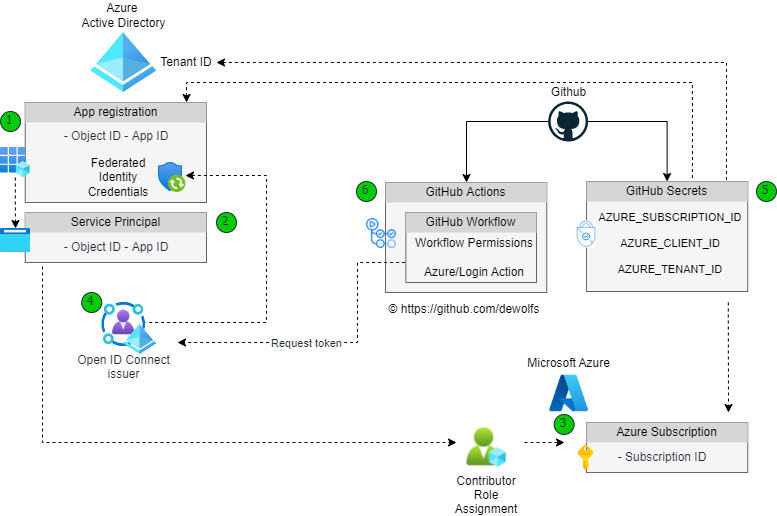 Azure
Active Directory
Tenant ID
Github
1
App registration
- Object ID - App ID
Federated
Identity
Credentials
2
Service Principal
- Object ID - App ID
6
GitHub Actions
GitHub Workflow
Workflow Permissions
Azure/Login Action
© https://github.com/dewolfs
5
GitHub Secrets
AZURE_SUBSCRIPTION_ID
AZURE_CLIENT_ID
AZURE_TENANT_ID
4
Open ID Connect
issuer
Request token
Microsoft Azure
3
Azure Subscription
- Subscription ID
Contributor
Role
Assignment